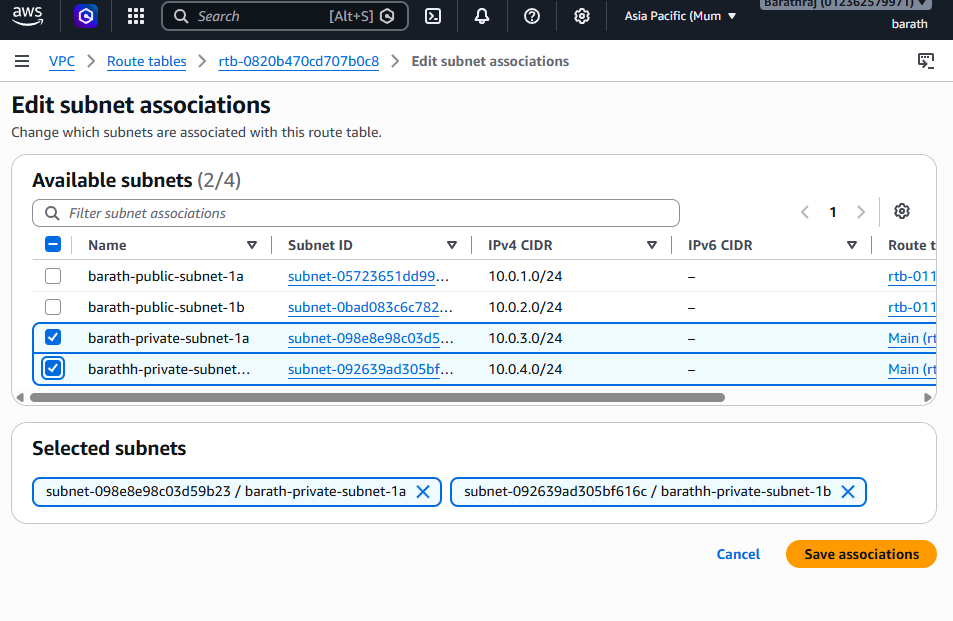 aws
Search [Alt+S]
Asia Pacific (Mum
Barathraj (012362579971)
barath
VPC > Route tables > rtb-0820b470cd707b0c8 > Edit subnet associations
Edit subnet associations
Change which subnets are associated with this route table.
Available subnets (2/4)
Filter subnet associations
1
Name Subnet ID IPv4 CIDR IPv6 CIDR Route t
barath-public-subnet-1a subnet-05723651dd99... 10.0.1.0/24 – rtb-011
barath-public-subnet-1b subnet-0bad083c6c782... 10.0.2.0/24 – rtb-011
barath-private-subnet-1a subnet-098e8e98c03d5... 10.0.3.0/24 – Main (rt
barathh-private-subnet... subnet-092639ad305bf... 10.0.4.0/24 – Main (rt
Selected subnets
subnet-098e8e98c03d59b23 / barath-private-subnet-1a subnet-092639ad305bf616c / barathh-private-subnet-1b
Cancel Save associations